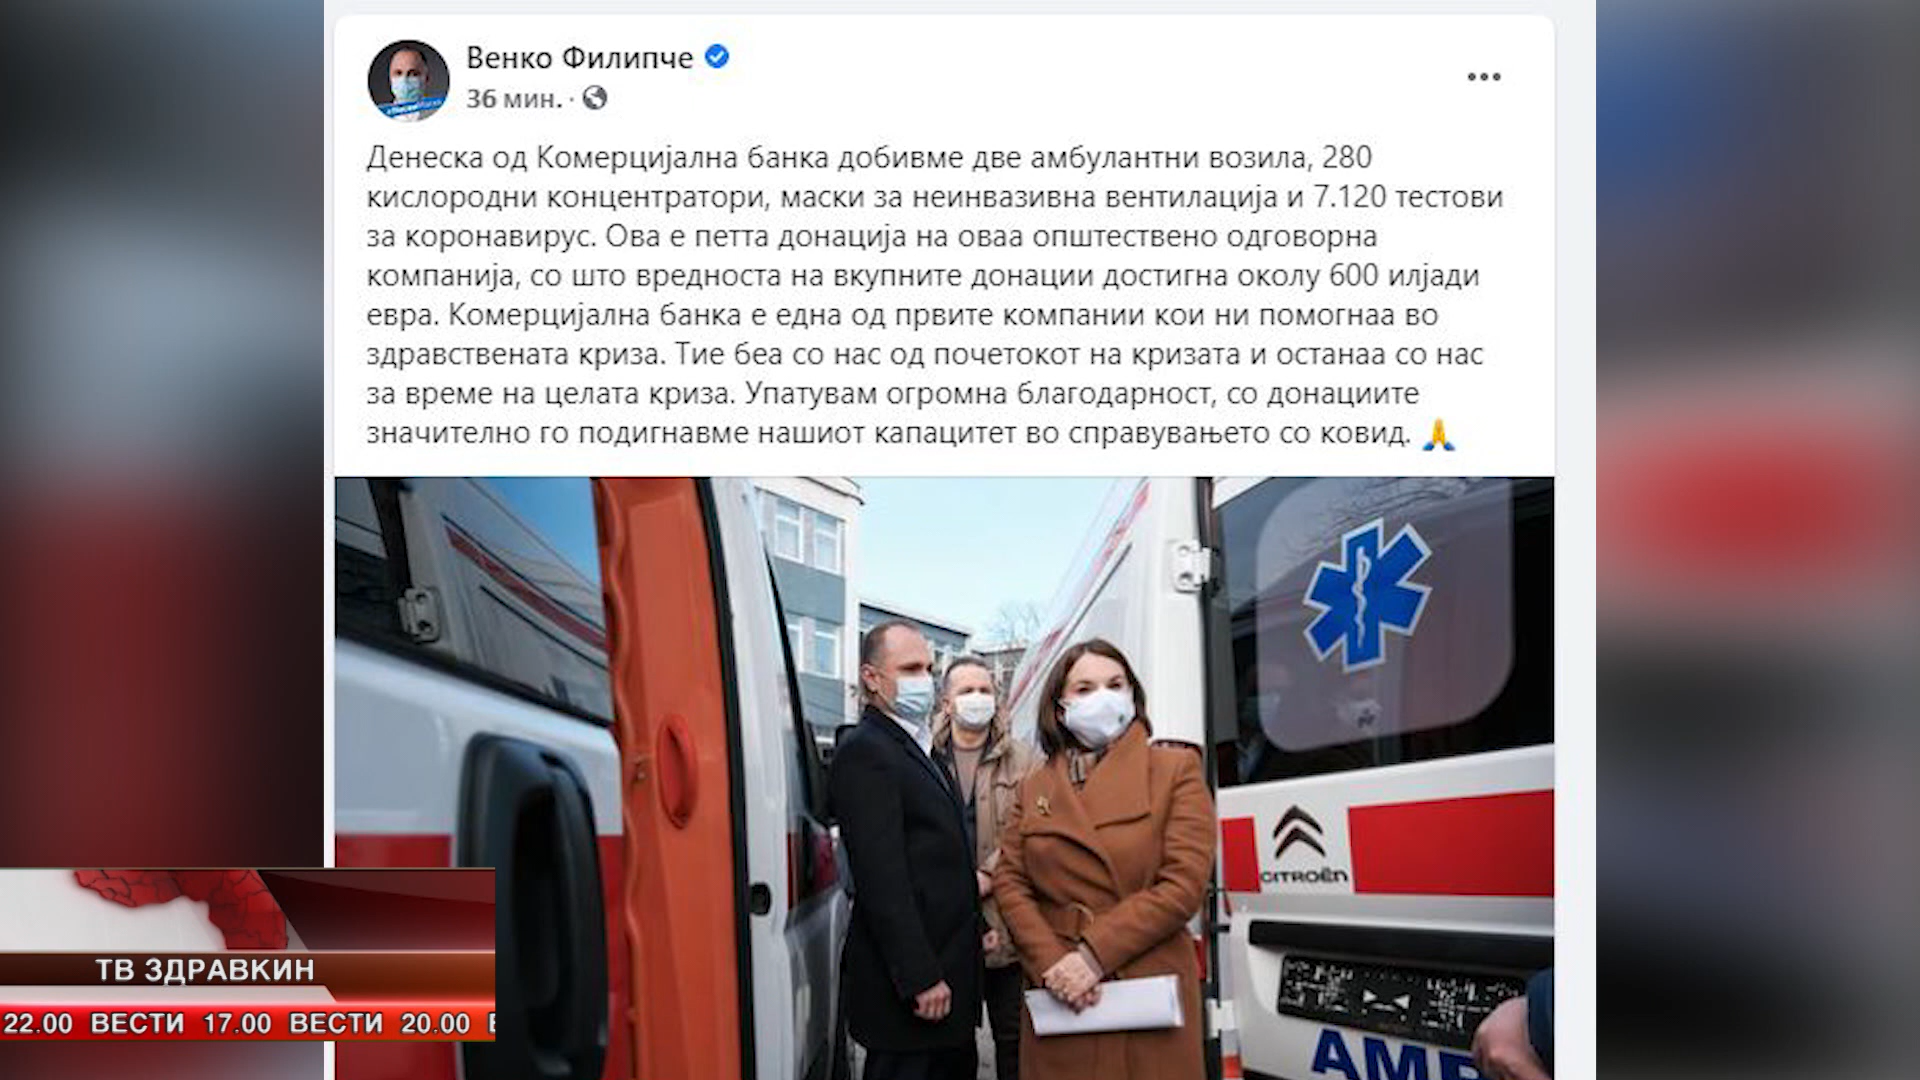 Венко Филипче
36 мин. ·
Денеска од Комерцијална банка добивме две амбулантни возила, 280
кислородни концентратори, маски за неинвазивна вентилација и 7.120 тестови
за коронавирус. Ова е петта донација на оваа општествено одговорна
компанија, со што вредноста на вкупните донации достигна околу 600 илјади
евра. Комерцијална банка е една од првите компании кои ни помогнаа во
здравствената криза. Тие беа со нас од почетокот на кризата и останаа со нас
за време на целата криза. Упатувам огромна благодарност, со донациите
значително го подигнавме нашиот капацитет во справувањето со ковид. 🙏
CITROËN
АМБ
ТВ ЗДРАВКИН
22.00 ВЕСТИ 17.00 ВЕСТИ 20.00